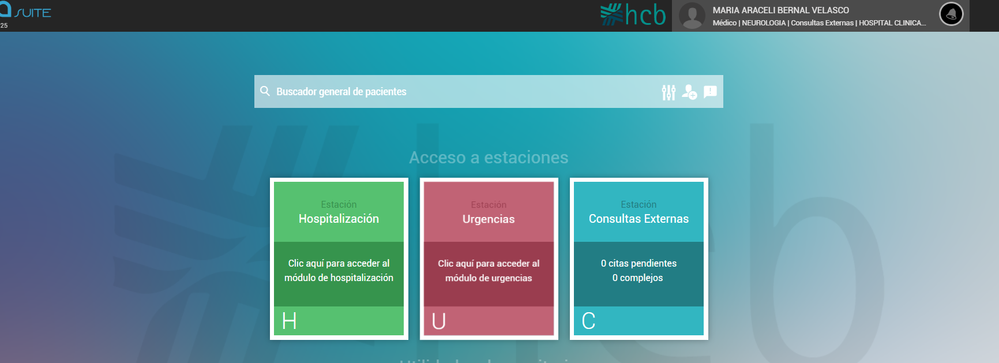 SUITE
25
hcb
MARIA ARACELI BERNAL VELASCO
Médico | NEUROLOGIA | Consultas Externas | HOSPITAL CLINICA...
Buscador general de pacientes
Acceso a estaciones
Estación
Hospitalización
Clic aquí para acceder al
módulo de hospitalización
H
Estación
Urgencias
Clic aquí para acceder al
módulo de urgencias
U
Estación
Consultas Externas
0 citas pendientes
0 complejos
C